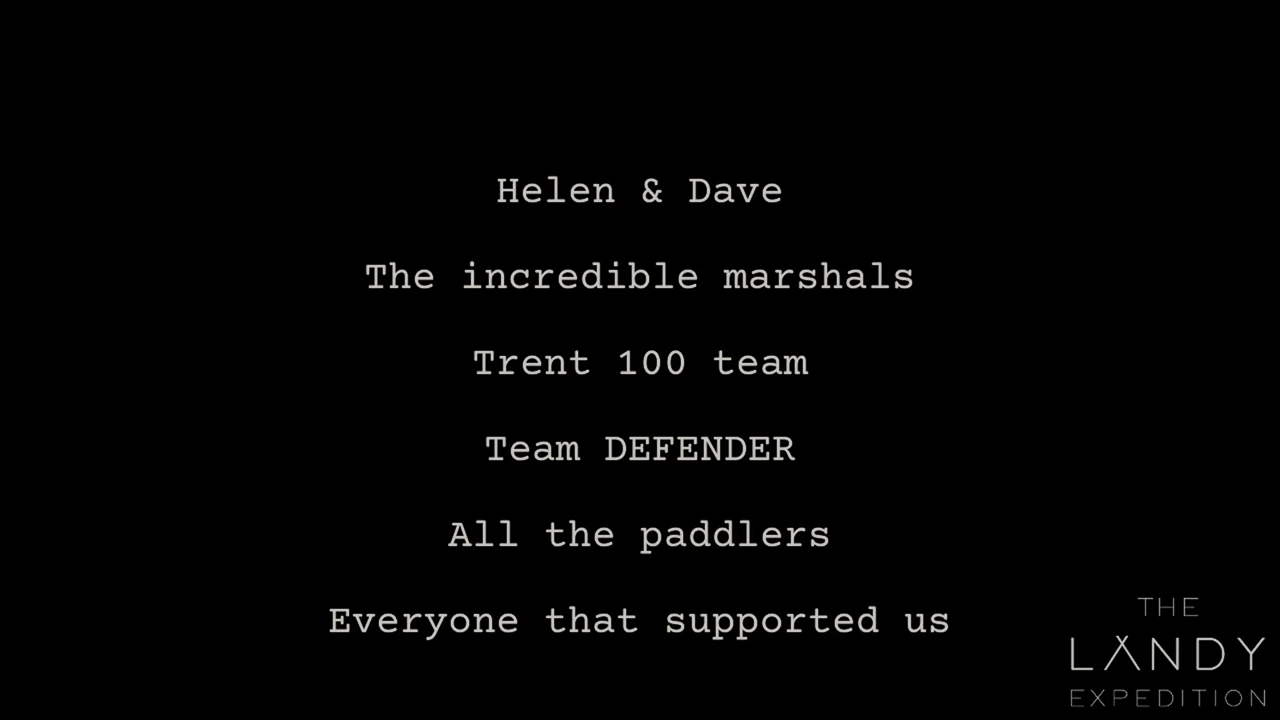 Helen & Dave
The incredible marshals
Trent 100 team
Team DEFENDER
All the paddlers
Everyone that supported us
THE
LANDY
EXPEDITION